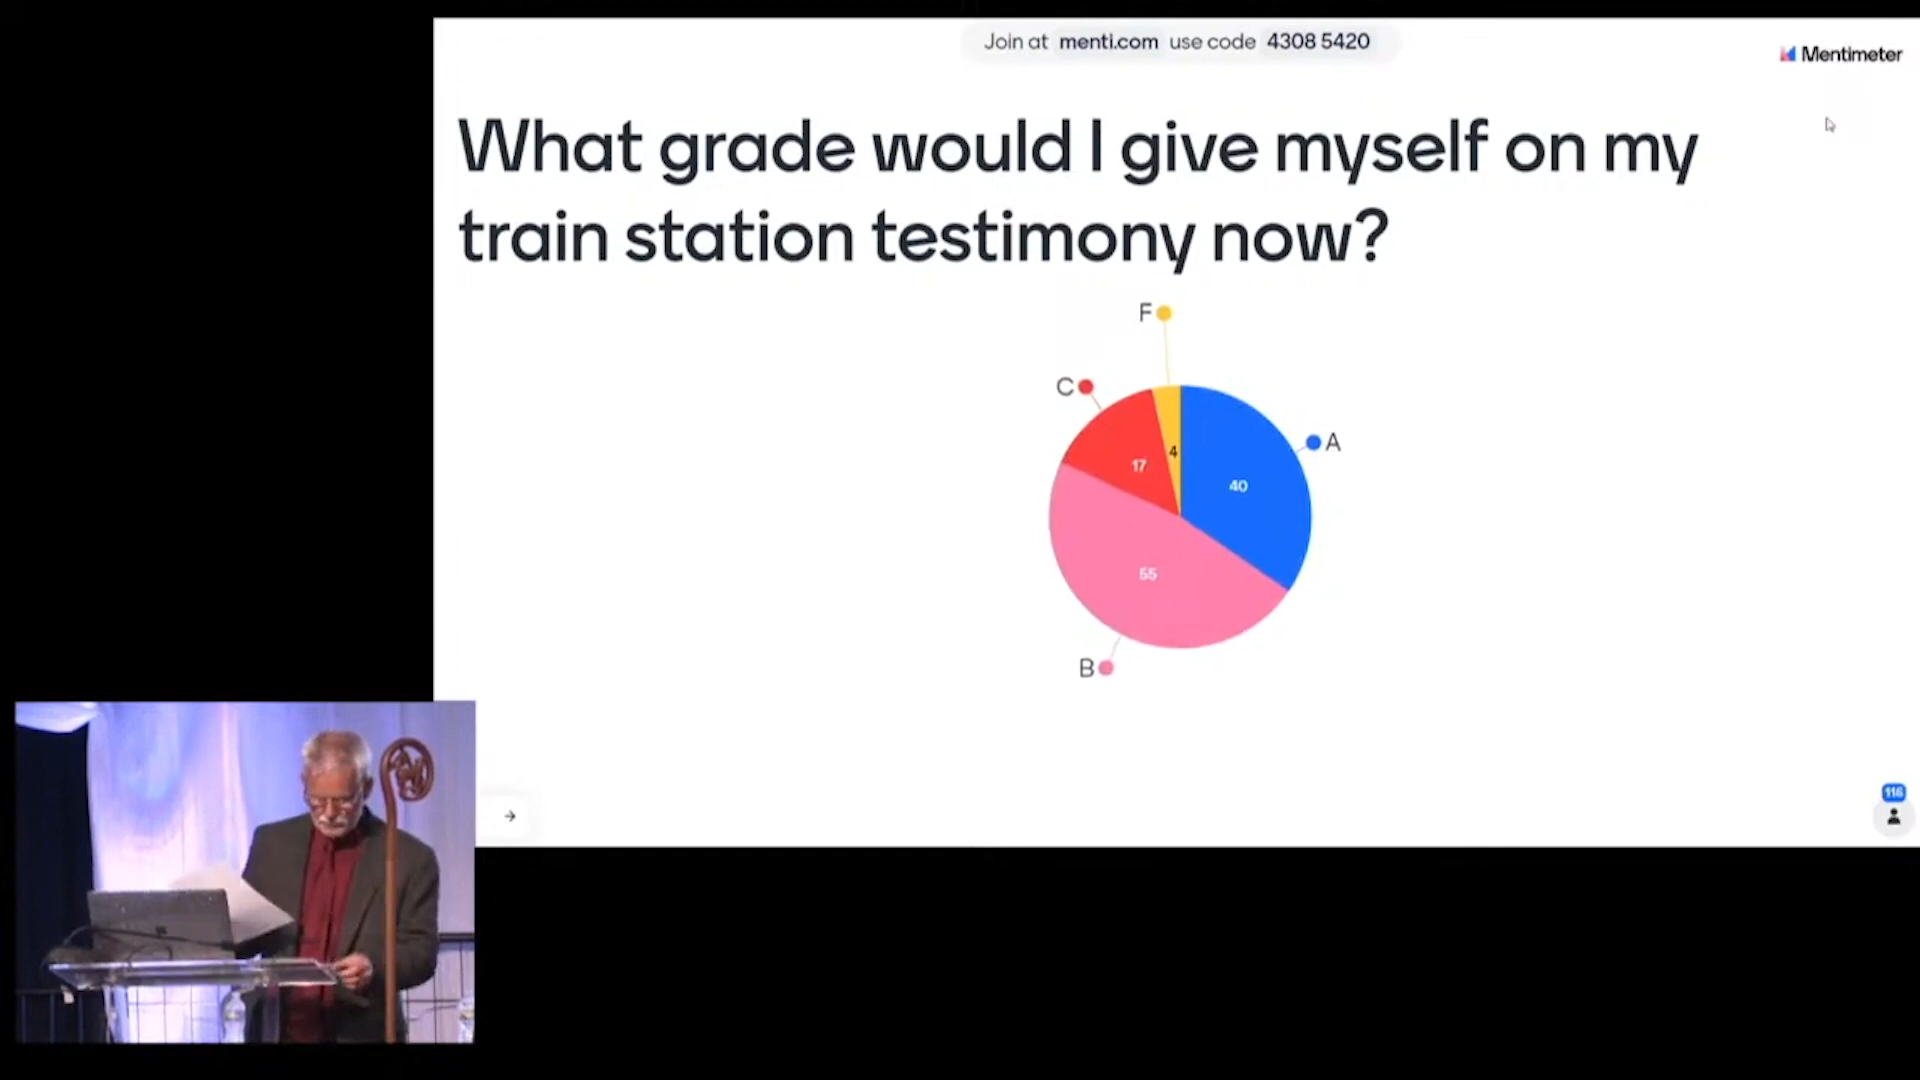 Join at menti.com use code 4308 5420
Mentimeter
What grade would I give myself on my
train station testimony now?
F
C
A
4
17
40
55
B
116